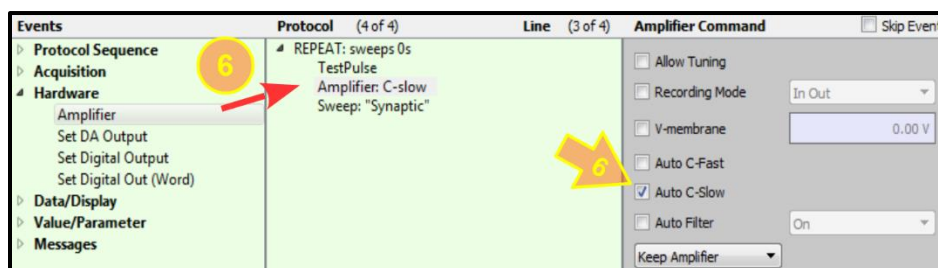 Events
Protocol Sequence
Acquisition
Hardware
Amplifier
Set DA Output
Set Digital Output
Set Digital Out (Word)
Data/Display
Value/Parameter
Messages
6
Protocol (4 of 4) Line (3 of 4)
REPEAT: sweeps 0s
TestPulse
Amplifier: C-slow
Sweep: "Synaptic"
Amplifier Command Skip Event
Allow Tuning
Recording Mode In Out
V-membrane 0.00 V
Auto C-Fast
6
Auto C-Slow
Auto Filter On
Keep Amplifier